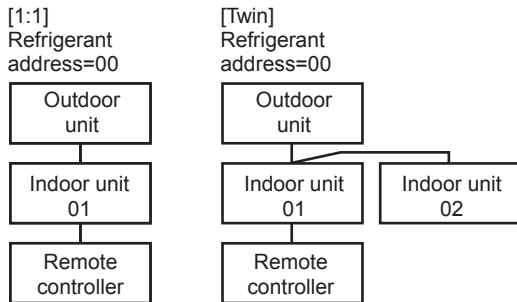 [1:1]
Refrigerant
address=00
Outdoor
unit
Indoor unit
01
Remote
controller
[Twin]
Refrigerant
address=00
Outdoor
unit
Indoor unit
01
Indoor unit
02
Remote
controller